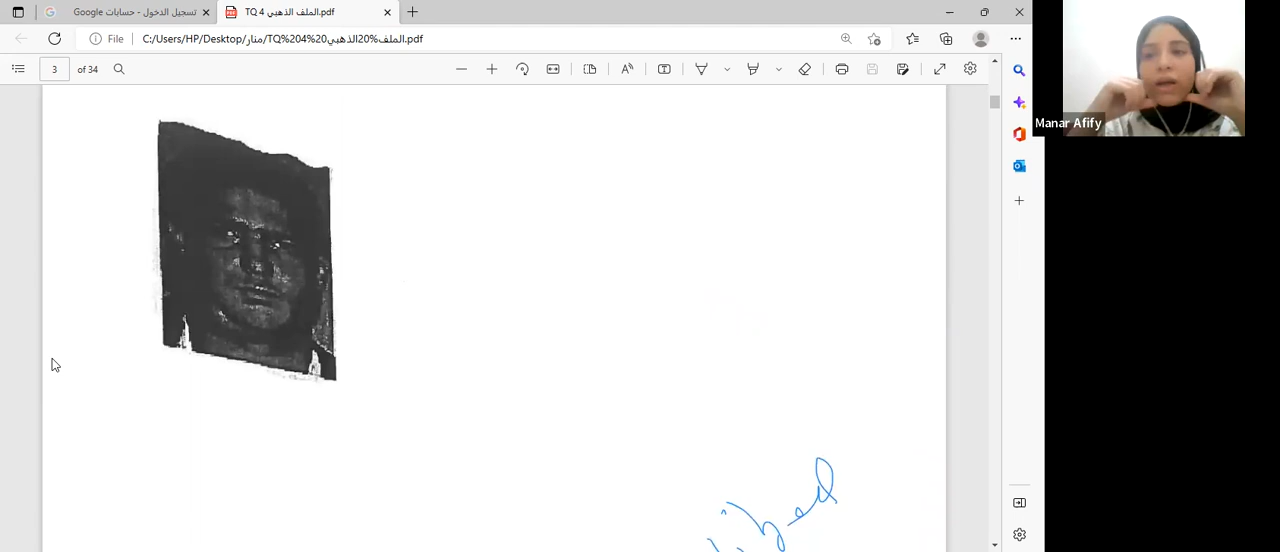 Google تسجيل الدخول - حسابات
TQ 4 الملف الذهبي.pdf
File
C:/Users/HP/Desktop/منار/TQ%204%20الملف%20الذهبي.pdf
3 of 34
Manar Afify